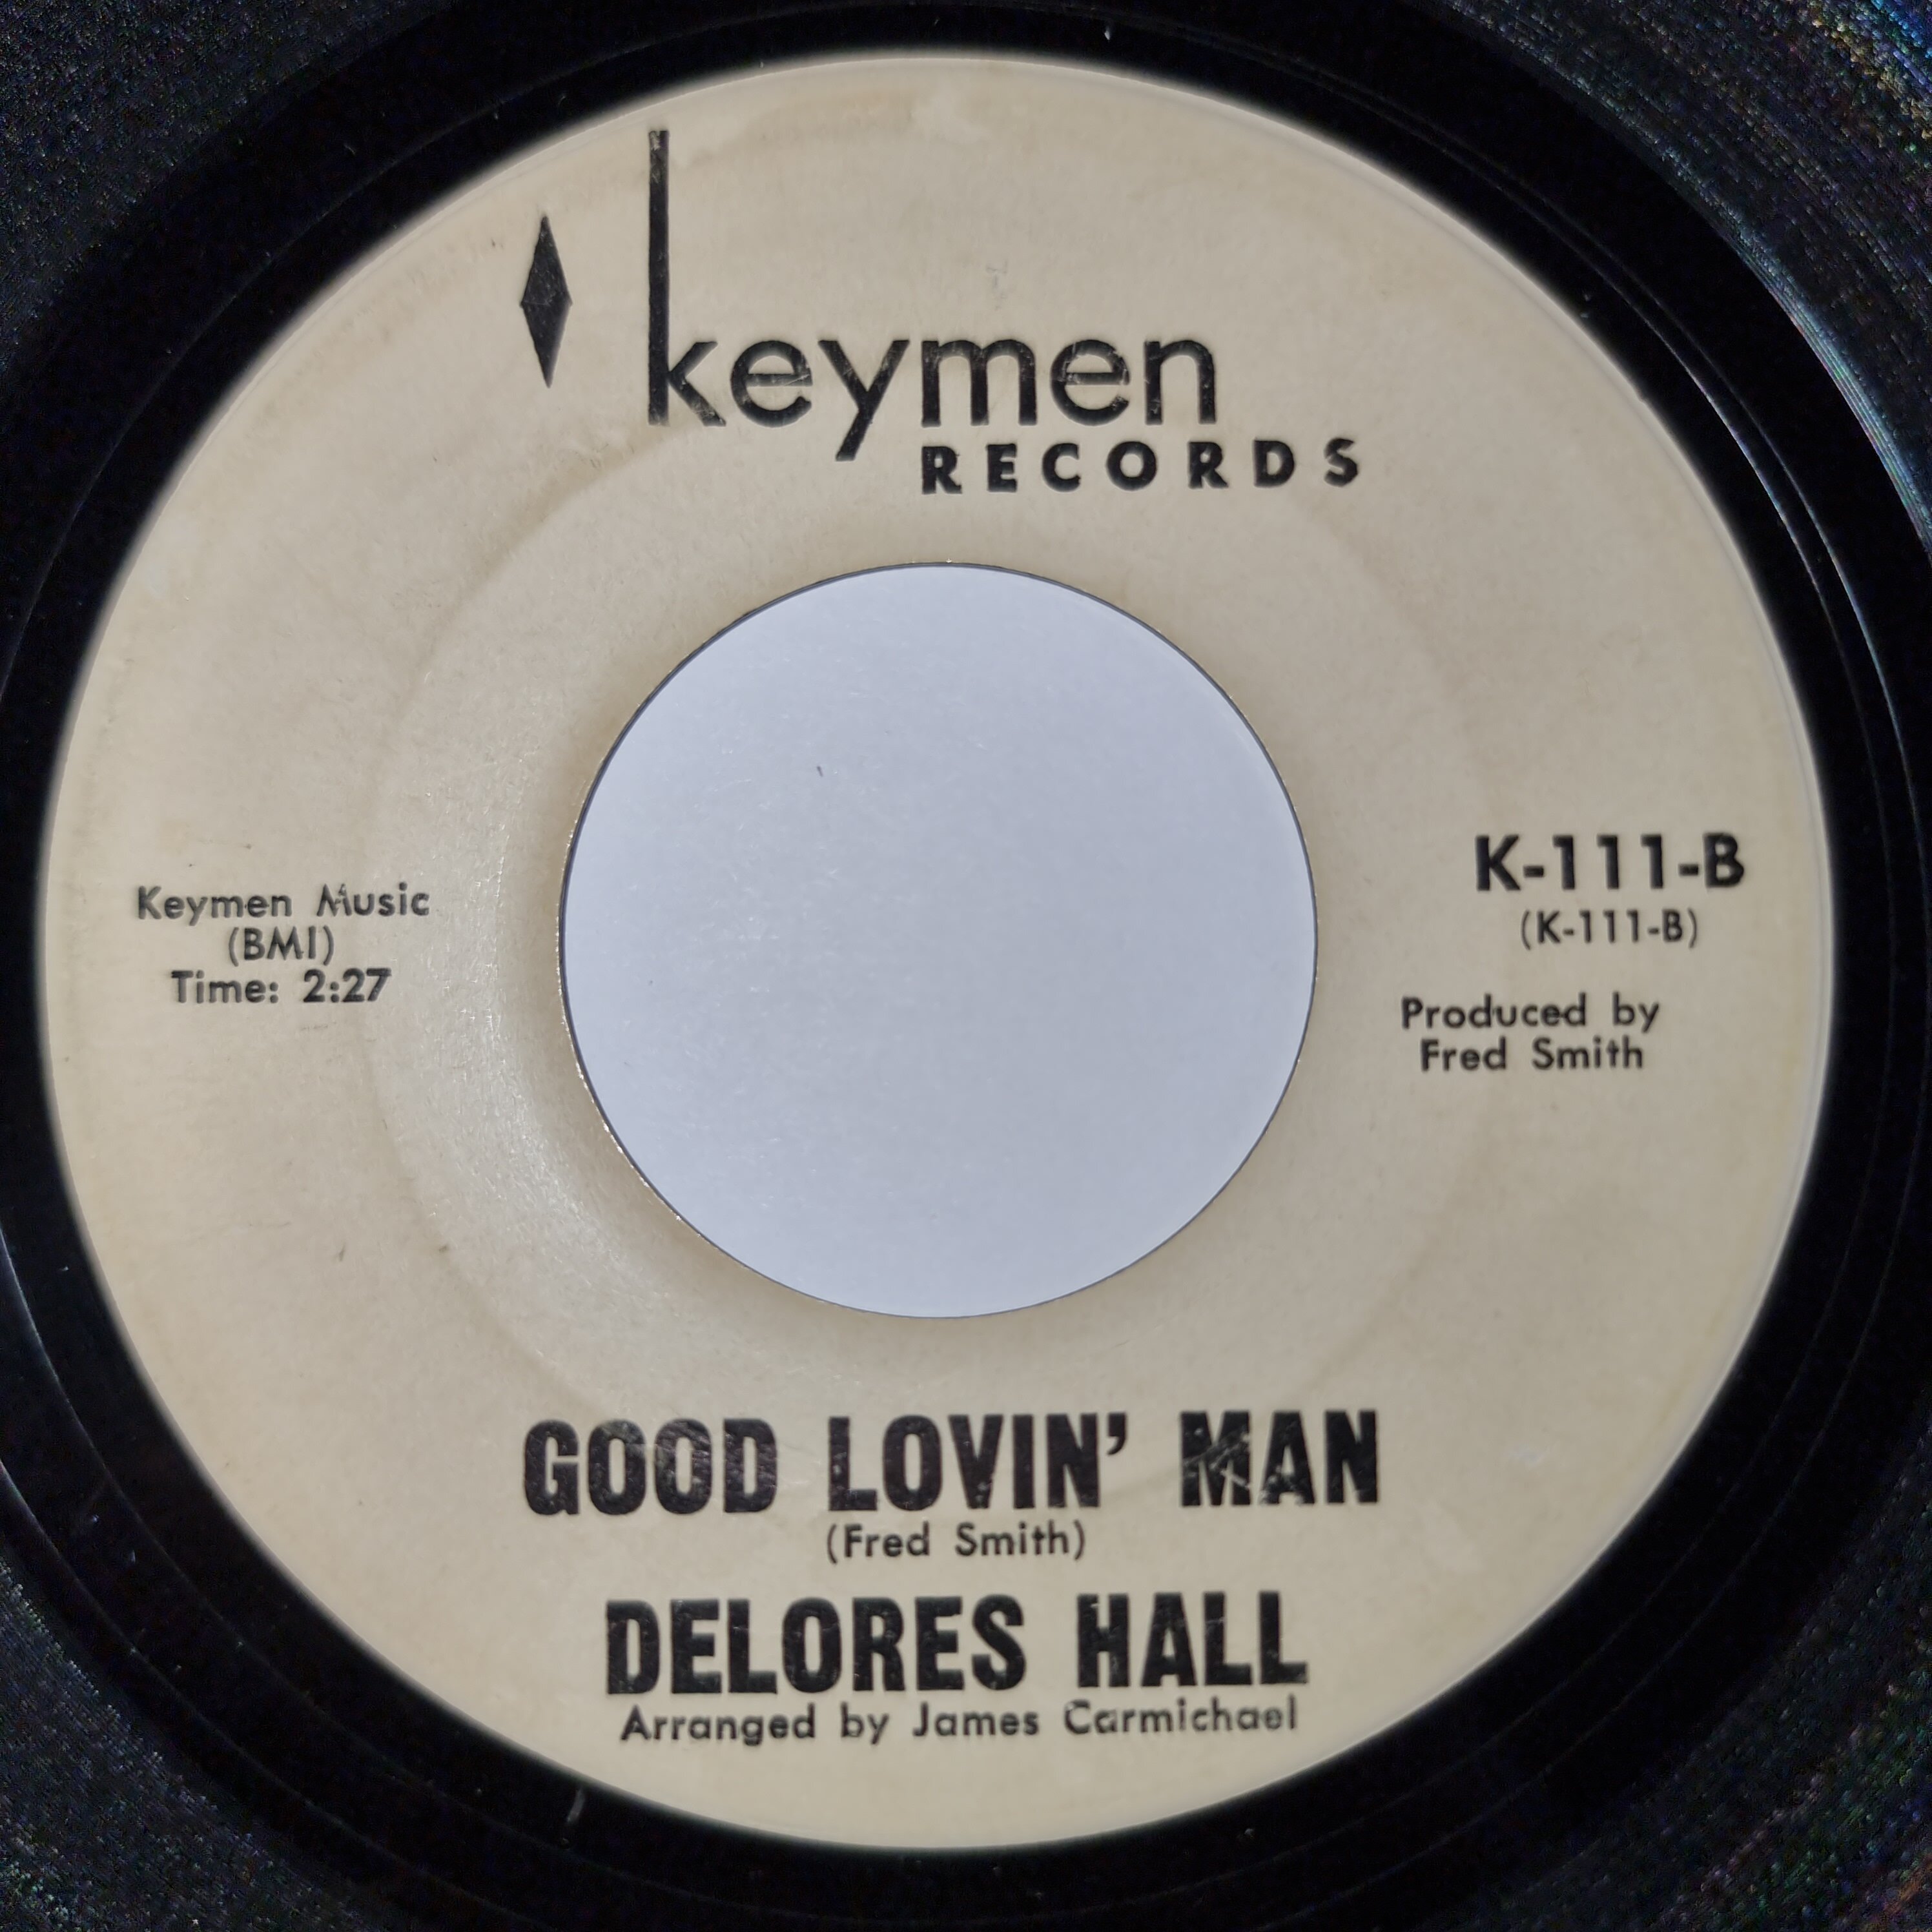 keymen
RECORDS
Keymen Music
(BMI)
Time: 2:27
K-111-B
(K-111-B)
Produced by
Fred Smith
GOOD LOVIN' MAN
(Fred Smith)
DELORES HALL
Arranged by James Carmichael